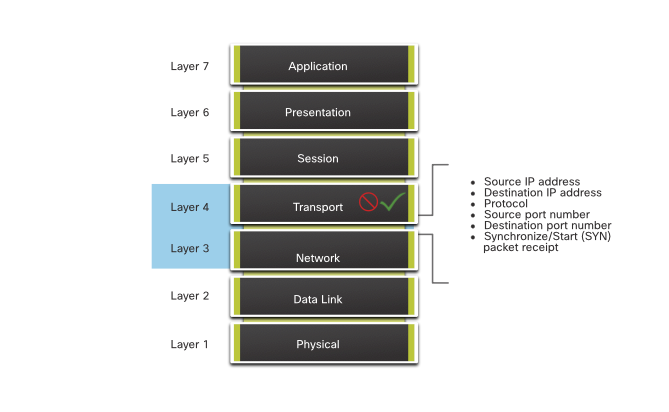 Layer 7 Application
Layer 6 Presentation
Layer 5 Session
Layer 4 Transport
Layer 3 Network
Layer 2 Data Link
Layer 1 Physical
• Source IP address
• Destination IP address
• Protocol
• Source port number
• Destination port number
• Synchronize/Start (SYN)
packet receipt